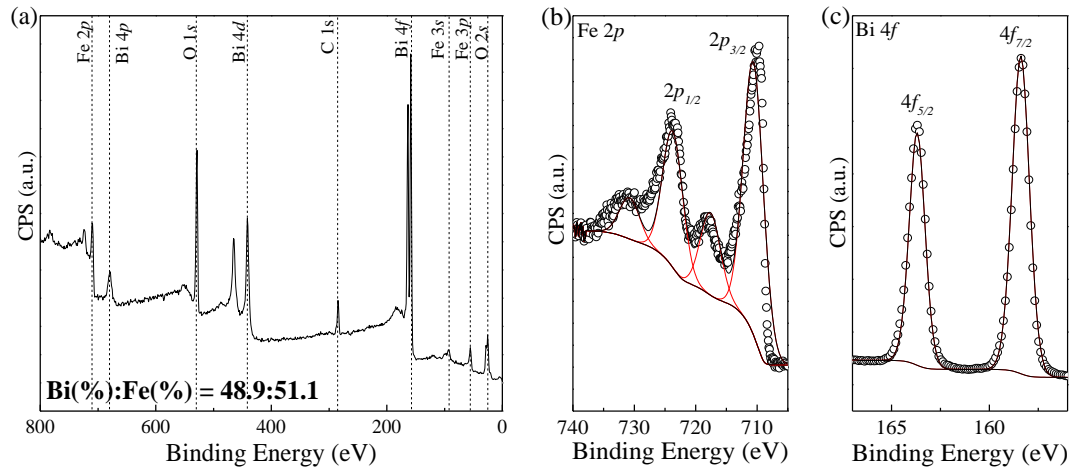 (a)
Fe 2p
Bi 4p
O 1s
Bi 4d
C 1s
Bi 4f
Fe 3s
Fe 3p
O 2s
CPS (a.u.)
Bi(%):Fe(%) = 48.9:51.1
800 600 400 200 0
Binding Energy (eV)
(b)
Fe 2p
2p3/2
2p1/2
CPS (a.u.)
740 730 720 710
Binding Energy (eV)
(c)
Bi 4f
4f7/2
4f5/2
CPS (a.u.)
165 160
Binding Energy (eV)